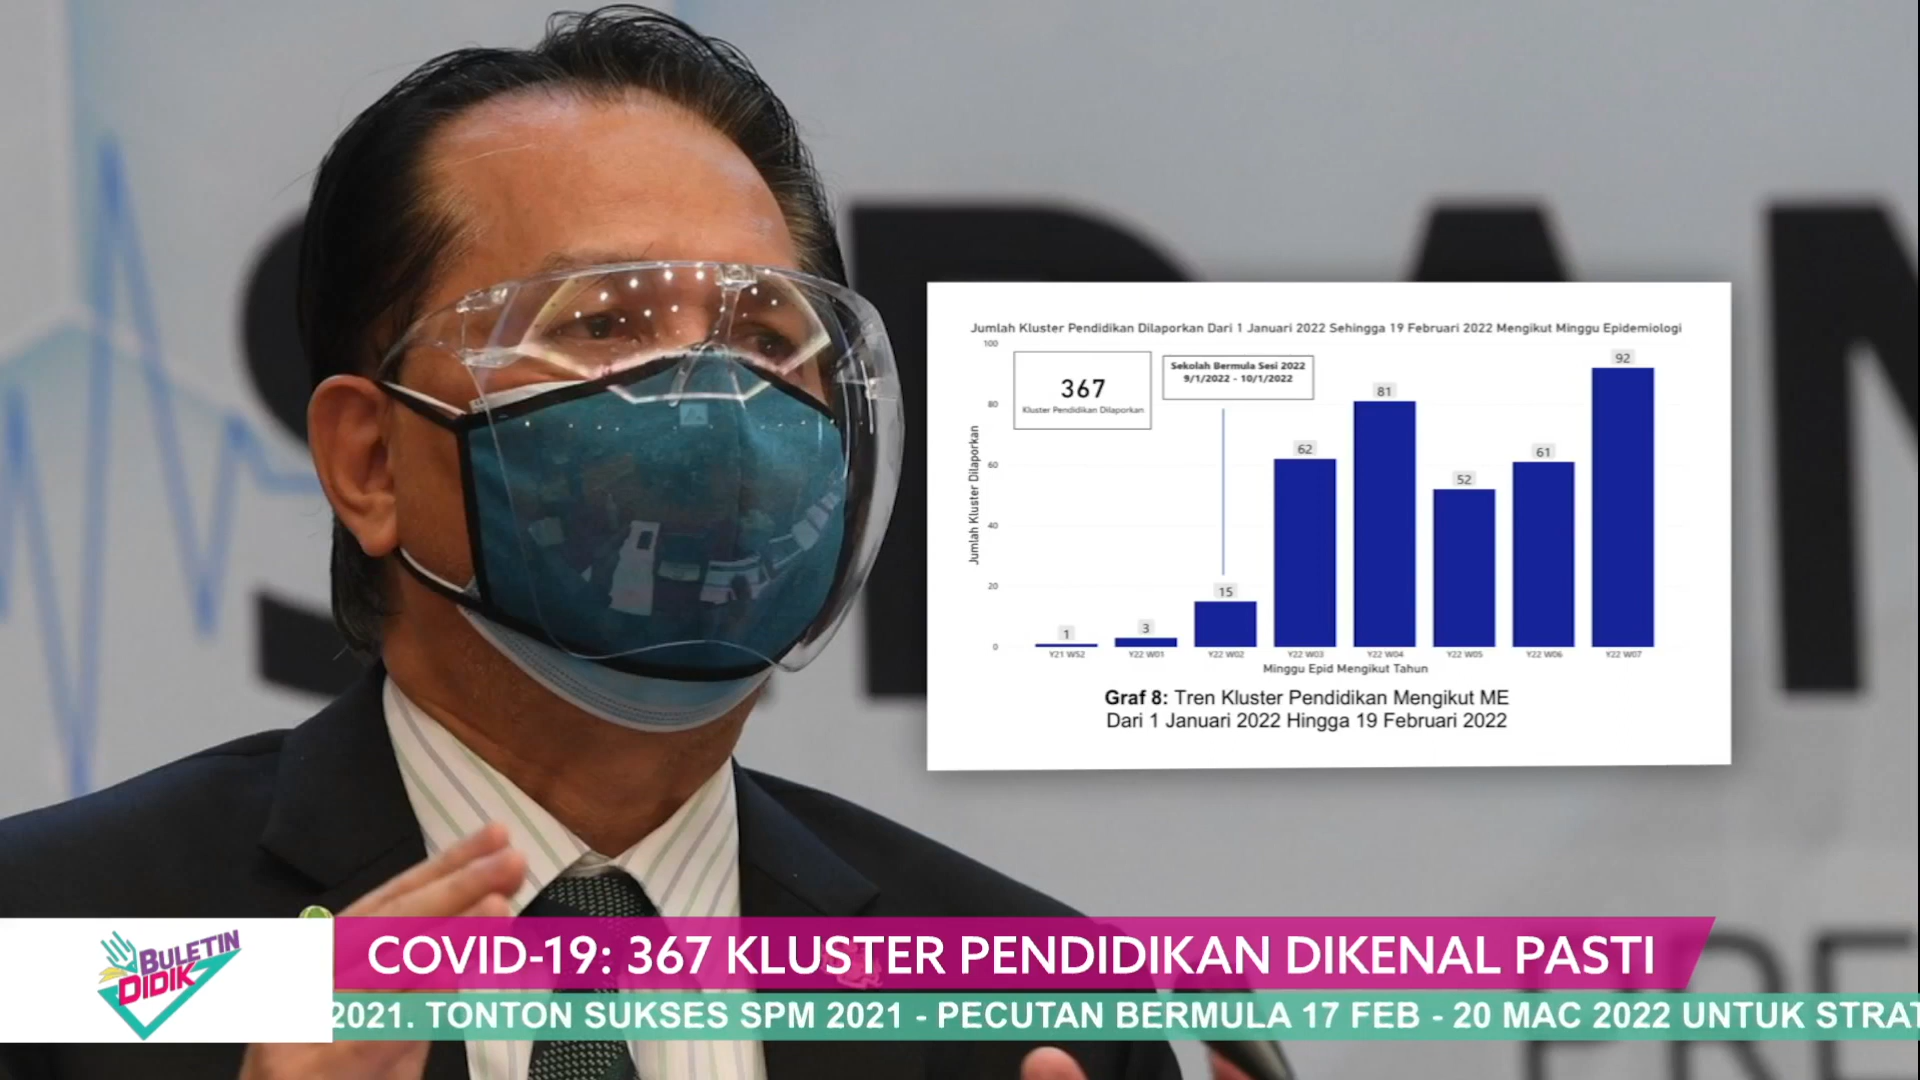 Jumlah Kluster Pendidikan Dilaporkan Dari 1 Januari 2022 Sehingga 19 Februari 2022 Mengikut Minggu Epidemiologi
100
80
60
40
20
0
Jumlah Kluster Dilaporkan
367
Kluster Pendidikan Dilaporkan
Sekolah Bermula Sesi 2022
9/1/2022 - 10/1/2022
1
3
15
62
81
52
61
92
Y21 W52
Y22 W01
Y22 W02
Y22 W03
Y22 W04
Y22 W05
Y22 W06
Y22 W07
Minggu Epid Mengikut Tahun
Graf 8: Tren Kluster Pendidikan Mengikut ME
Dari 1 Januari 2022 Hingga 19 Februari 2022
BULETIN
DIDIK
COVID-19: 367 KLUSTER PENDIDIKAN DIKENAL PASTI
2021. TONTON SUKSES SPM 2021 - PECUTAN BERMULA 17 FEB - 20 MAC 2022 UNTUK STRAT